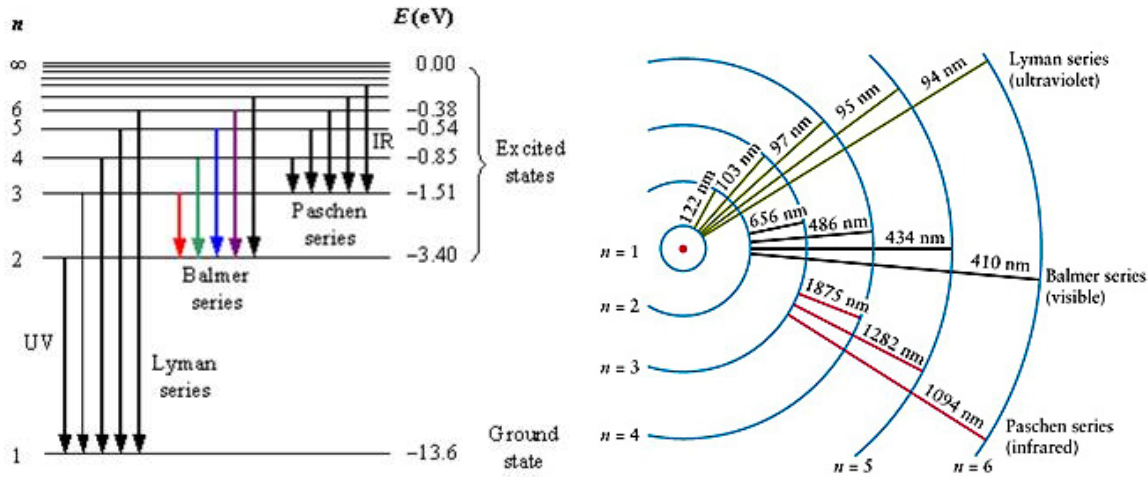 n
E (eV)
∞
0.00
6
–0.38
5
–0.54
4
–0.85
3
–1.51
2
–3.40
1
–13.6
IR
Excited
states
Paschen
series
Balmer
series
UV
Lyman
series
Ground
state
Lyman series
(ultraviolet)
122 nm
103 nm
97 nm
95 nm
94 nm
656 nm
486 nm
434 nm
410 nm
Balmer series
(visible)
1875 nm
1282 nm
1094 nm
Paschen series
(infrared)
n = 1
n = 2
n = 3
n = 4
n = 5
n = 6